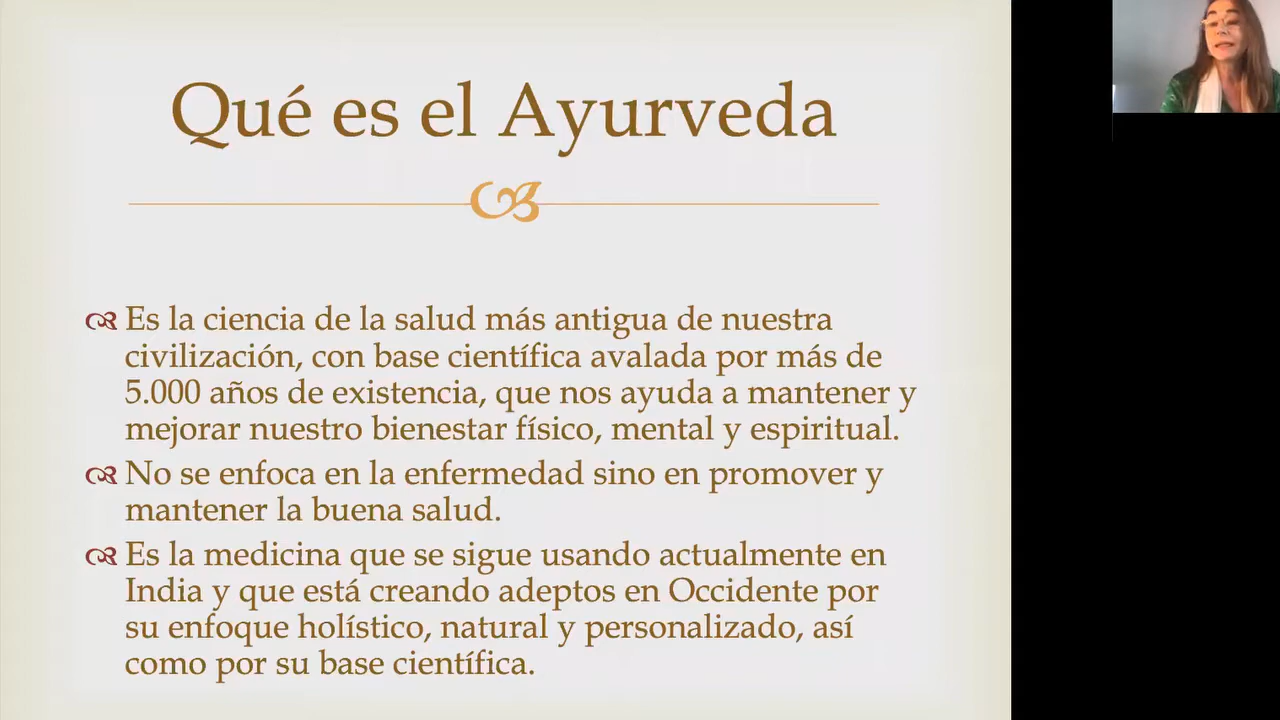 Qué es el Ayurveda
Es la ciencia de la salud más antigua de nuestra
civilización, con base científica avalada por más de
5.000 años de existencia, que nos ayuda a mantener y
mejorar nuestro bienestar físico, mental y espiritual.
No se enfoca en la enfermedad sino en promover y
mantener la buena salud.
Es la medicina que se sigue usando actualmente en
India y que está creando adeptos en Occidente por
su enfoque holístico, natural y personalizado, así
como por su base científica.